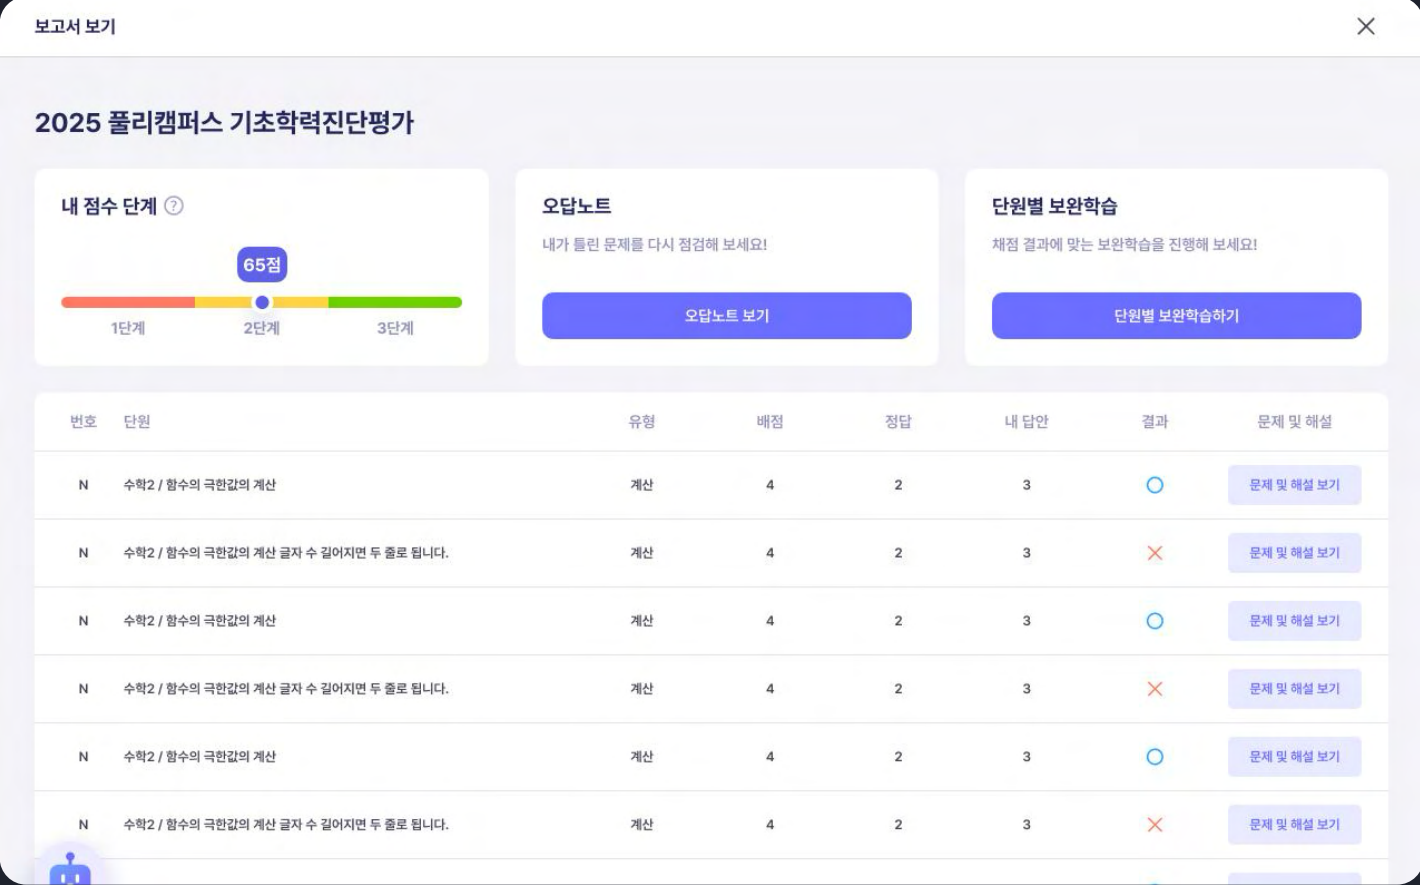 보고서 보기
2025 풀리캠퍼스 기초학력진단평가
내 점수 단계 ?
65점
1단계 2단계 3단계
오답노트
내가 틀린 문제를 다시 점검해 보세요!
오답노트 보기
단원별 보완학습
채점 결과에 맞는 보완학습을 진행해 보세요!
단원별 보완학습하기
번호 단원 유형 배점 정답 내 답안 결과 문제 및 해설
N 수학2 / 함수의 극한값의 계산 계산 4 2 3 문제 및 해설 보기
N 수학2 / 함수의 극한값의 계산 글자 수 길어지면 두 줄로 됩니다. 계산 4 2 3 문제 및 해설 보기
N 수학2 / 함수의 극한값의 계산 계산 4 2 3 문제 및 해설 보기
N 수학2 / 함수의 극한값의 계산 글자 수 길어지면 두 줄로 됩니다. 계산 4 2 3 문제 및 해설 보기
N 수학2 / 함수의 극한값의 계산 계산 4 2 3 문제 및 해설 보기
N 수학2 / 함수의 극한값의 계산 글자 수 길어지면 두 줄로 됩니다. 계산 4 2 3 문제 및 해설 보기